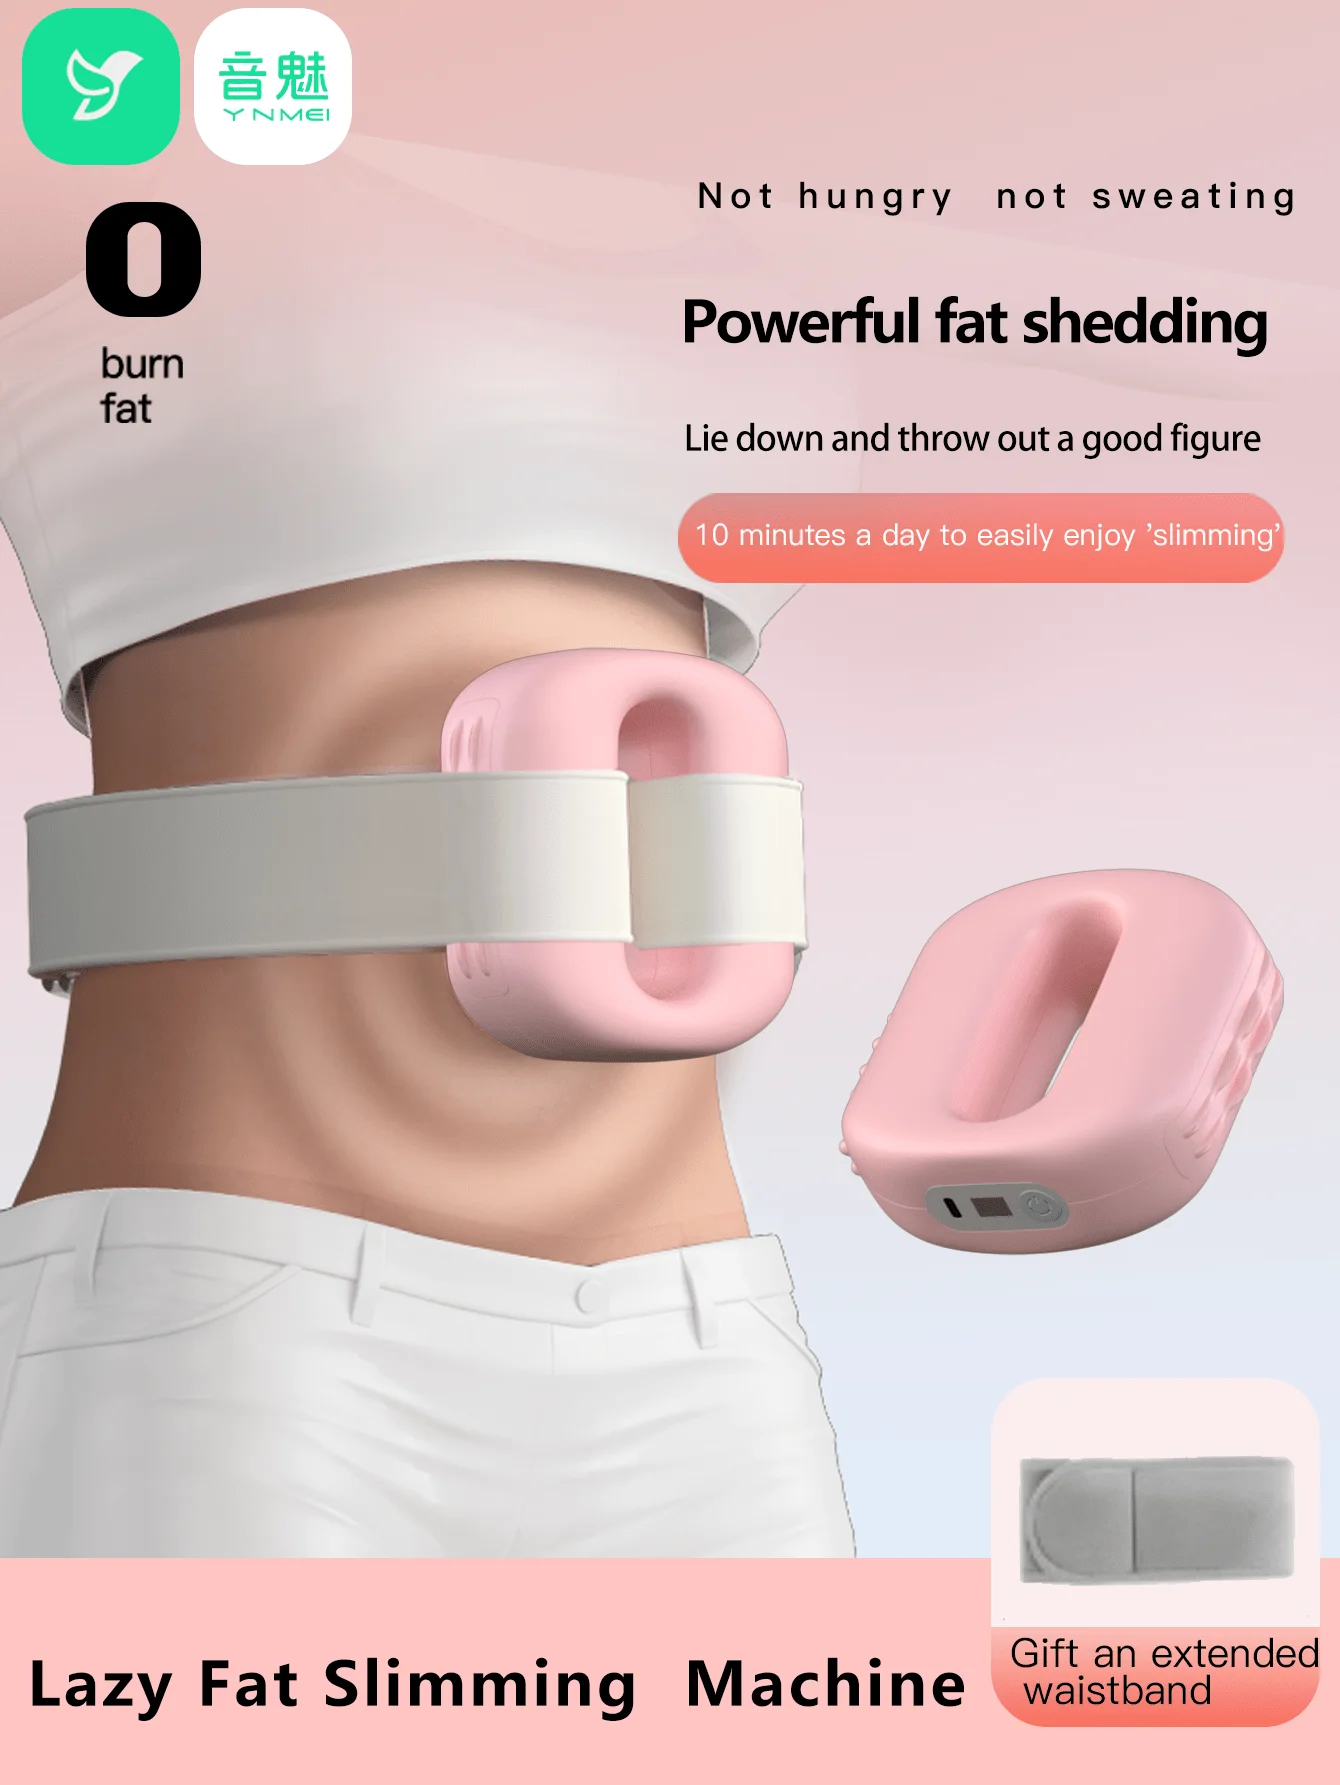 音魅
YNMEI
O
burn
fat
Not hungry not sweating
Powerful fat shedding
Lie down and throw out a good figure
10 minutes a day to easily enjoy 'slimming'
Gift an extended
waistband
Lazy Fat Slimming Machine